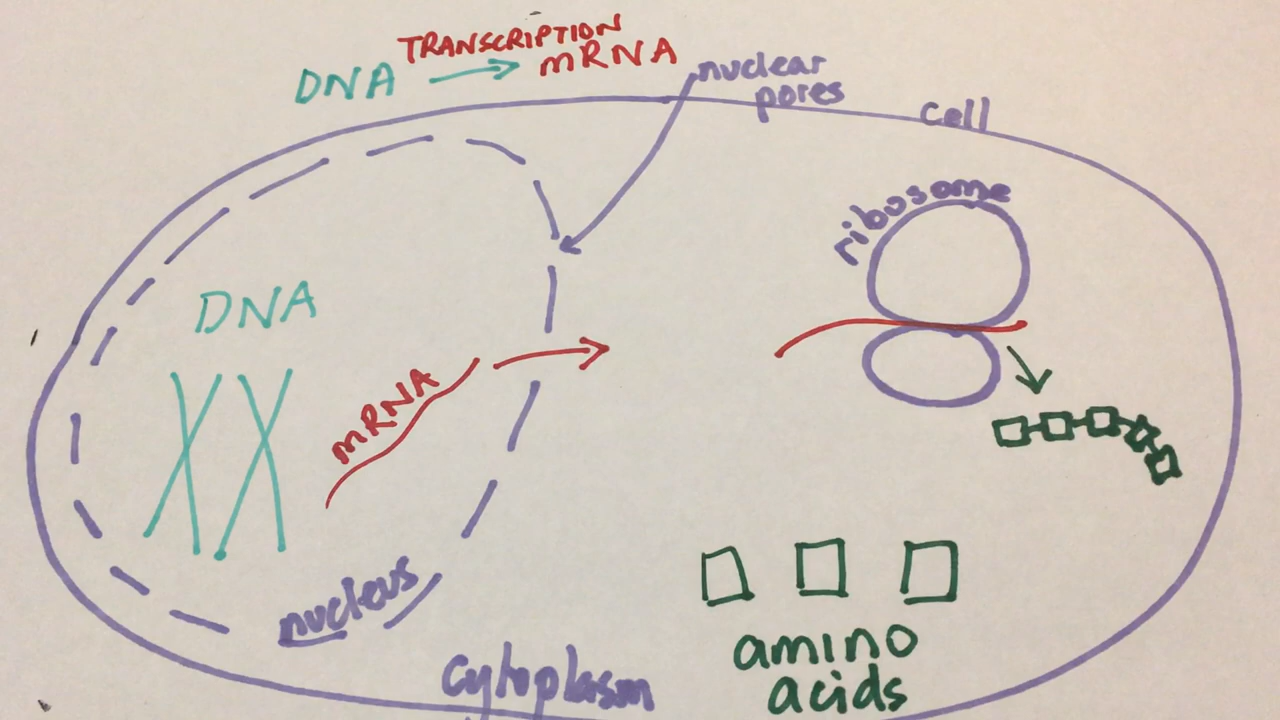 TRANSCRIPTION
DNA → mRNA
nuclear
pores
cell
ribosome
DNA
mRNA
nucleus
cytoplasm
amino
acids